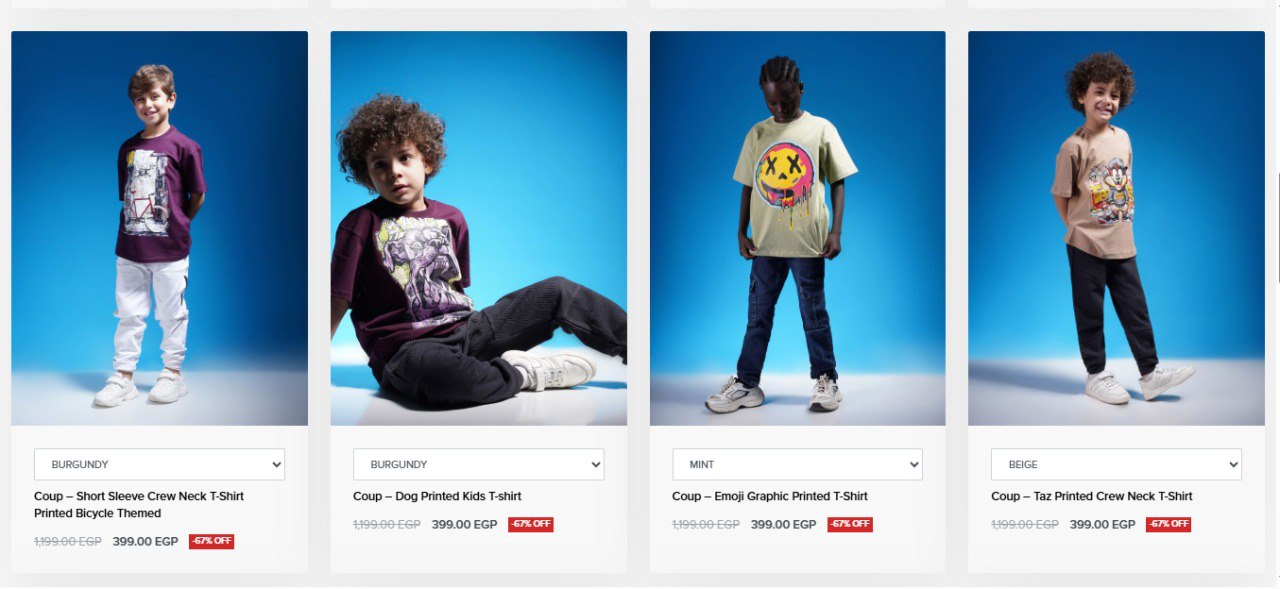 BURGUNDY
Coup – Short Sleeve Crew Neck T-Shirt
Printed Bicycle Themed
1,199.00 EGP 399.00 EGP -67% OFF
BURGUNDY
Coup – Dog Printed Kids T-shirt
1,199.00 EGP 399.00 EGP -67% OFF
MINT
Coup – Emoji Graphic Printed T-Shirt
1,199.00 EGP 399.00 EGP -67% OFF
BEIGE
Coup – Taz Printed Crew Neck T-Shirt
1,199.00 EGP 399.00 EGP -67% OFF